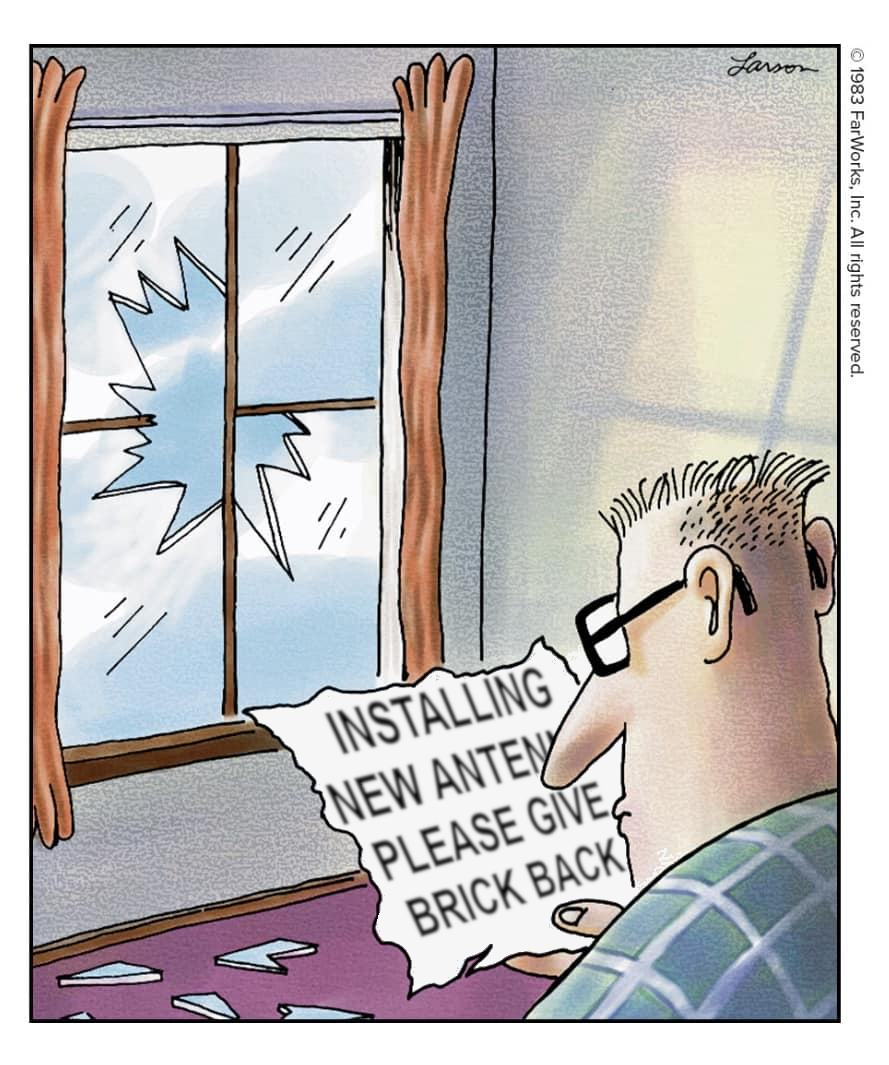 Larson
INSTALLING
NEW ANTEN
PLEASE GIVE
BRICK BACK
© 1983 FarWorks, Inc. All rights reserved.